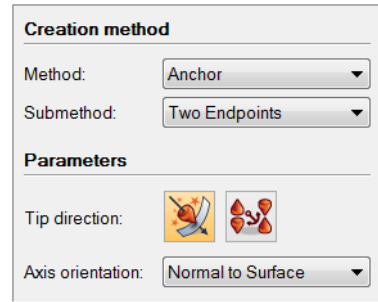 Creation method
Method: Anchor
Submethod: Two Endpoints
Parameters
Tip direction:
Axis orientation: Normal to Surface